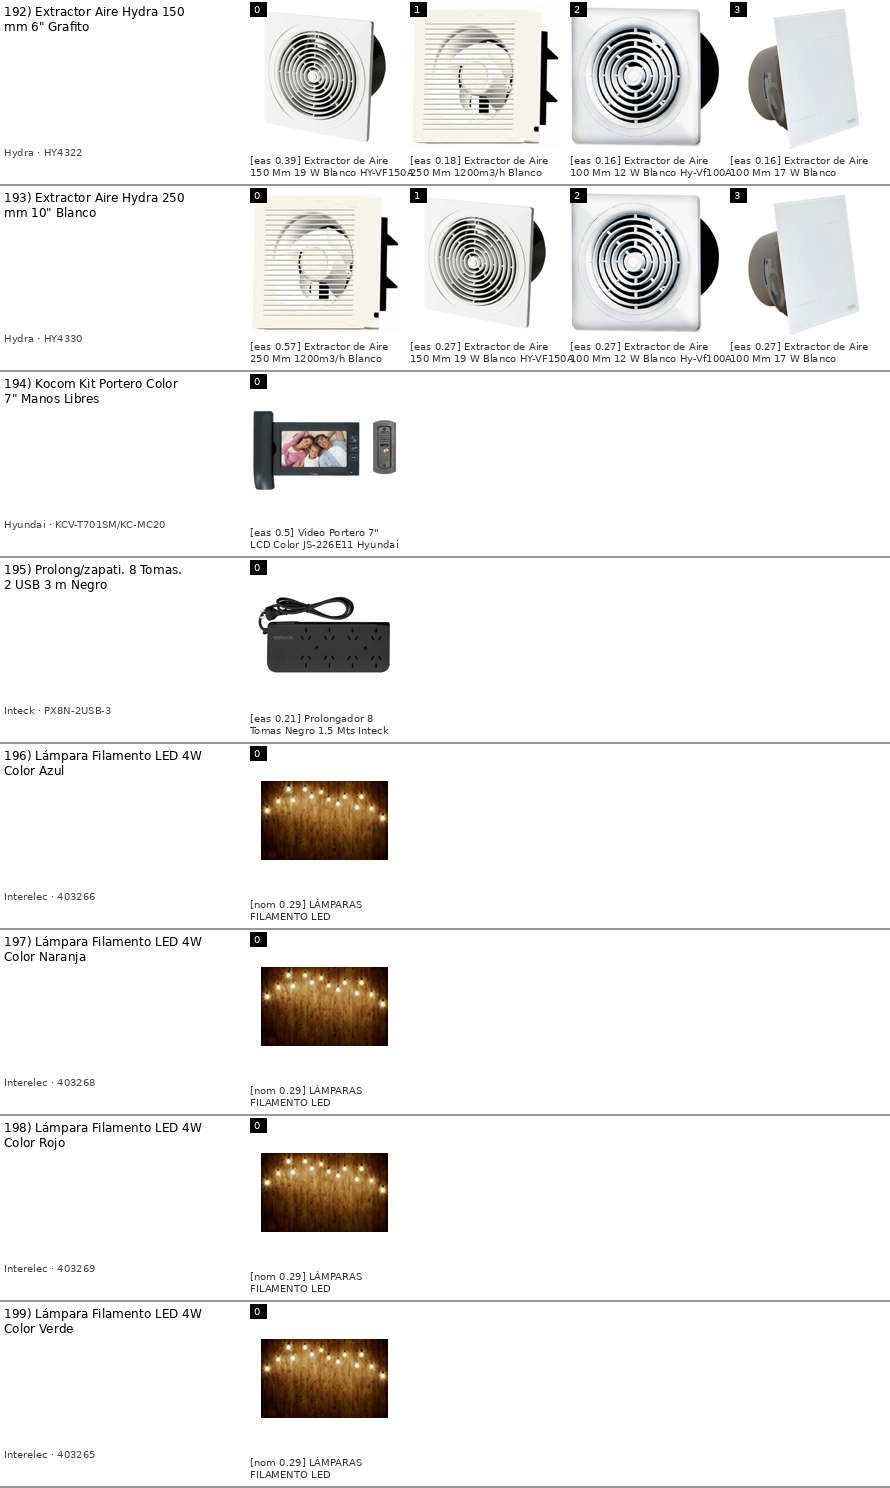 192) Extractor Aire Hydra 150
mm 6" Grafito
Hydra · HY4322
0
1
2
3
[eas 0.39] Extractor de Aire
150 Mm 19 W Blanco HY-VF150A
[eas 0.18] Extractor de Aire
250 Mm 1200m3/h Blanco
[eas 0.16] Extractor de Aire
100 Mm 12 W Blanco Hy-Vf100A
[eas 0.16] Extractor de Aire
100 Mm 17 W Blanco
193) Extractor Aire Hydra 250
mm 10" Blanco
Hydra · HY4330
0
1
2
3
[eas 0.57] Extractor de Aire
250 Mm 1200m3/h Blanco
[eas 0.27] Extractor de Aire
150 Mm 19 W Blanco HY-VF150A
[eas 0.27] Extractor de Aire
100 Mm 12 W Blanco Hy-Vf100A
[eas 0.27] Extractor de Aire
100 Mm 17 W Blanco
194) Kocom Kit Portero Color
7" Manos Libres
Hyundai · KCV-T701SM/KC-MC20
0
[eas 0.5] Video Portero 7"
LCD Color JS-226E11 Hyundai
195) Prolong/zapati. 8 Tomas.
2 USB 3 m Negro
Inteck · PX8N-2USB-3
0
[eas 0.21] Prolongador 8
Tomas Negro 1.5 Mts Inteck
196) Lámpara Filamento LED 4W
Color Azul
Interelec · 403266
0
[nom 0.29] LÁMPARAS
FILAMENTO LED
197) Lámpara Filamento LED 4W
Color Naranja
Interelec · 403268
0
[nom 0.29] LÁMPARAS
FILAMENTO LED
198) Lámpara Filamento LED 4W
Color Rojo
Interelec · 403269
0
[nom 0.29] LÁMPARAS
FILAMENTO LED
199) Lámpara Filamento LED 4W
Color Verde
Interelec · 403265
0
[nom 0.29] LÁMPARAS
FILAMENTO LED